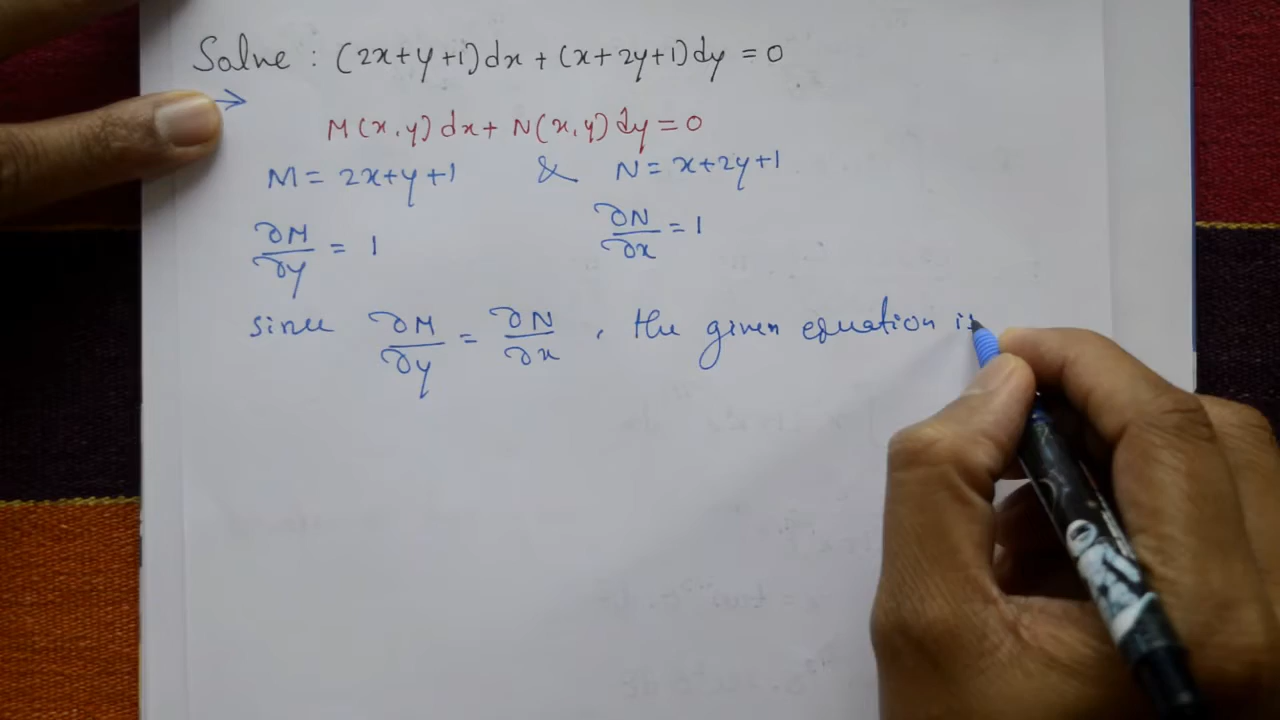 Solve : (2x+y+1)dx + (x+2y+1)dy = 0
→
M(x,y)dx + N(x,y)dy = 0
M = 2x+y+1 & N = x+2y+1
∂M/∂y = 1 ∂N/∂x = 1
since ∂M/∂y = ∂N/∂x , the given equation is